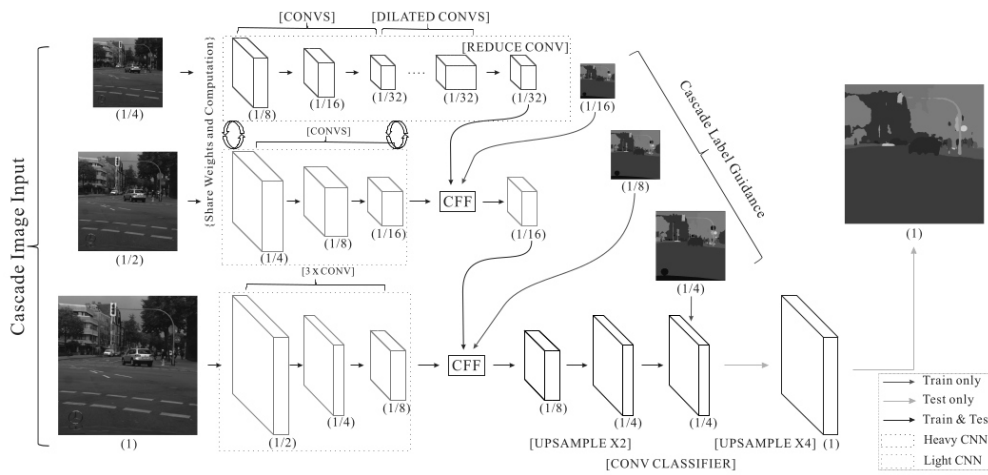 [CONVS]
[DILATED CONVS]
[REDUCE CONV]
(1/4)
(1/8)
(1/16)
(1/32)
(1/32)
(1/32)
(1/16)
{Share Weights and Computation}
Cascade Label Guidance
Cascade Image Input
[CONVS]
(1/2)
(1/4)
(1/8)
(1/16)
CFF
(1/16)
(1/8)
(1)
[3 X CONV]
(1/4)
(1)
(1/2)
(1/4)
(1/8)
CFF
(1/8)
(1/4)
(1/4)
(1)
[UPSAMPLE X2]
[UPSAMPLE X4]
[CONV CLASSIFIER]
Train only
Test only
Train & Test
Heavy CNN
Light CNN